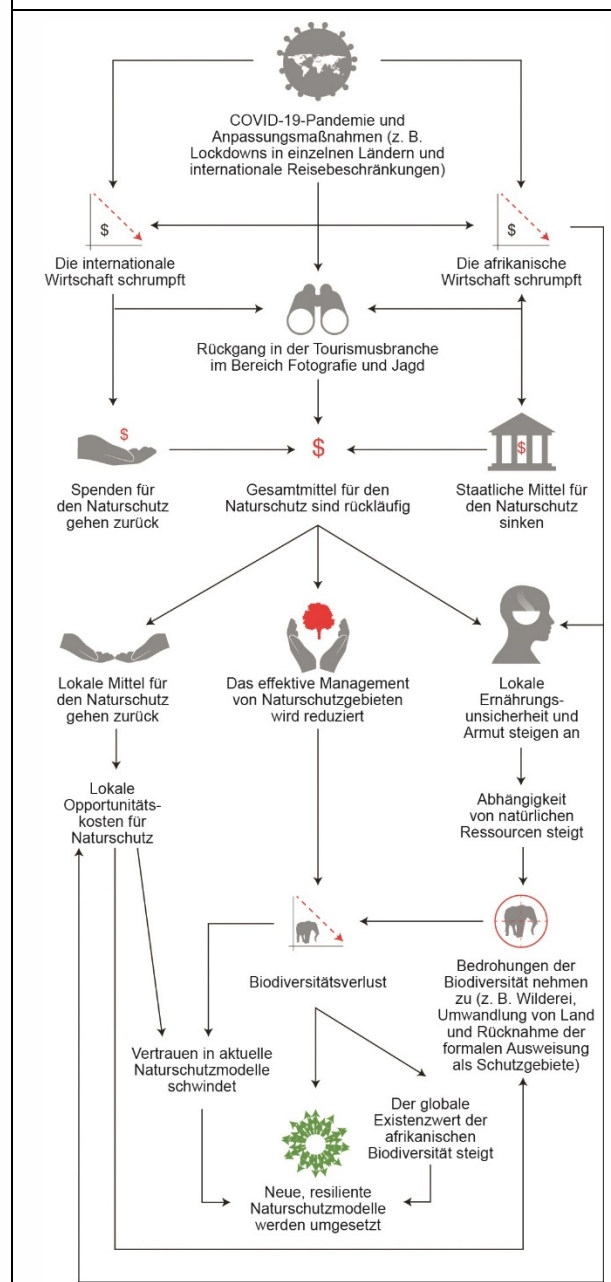 COVID-19-Pandemie und
Anpassungsmaßnahmen (z. B.
Lockdowns in einzelnen Ländern und
internationale Reisebeschränkungen)
$
Die internationale
Wirtschaft schrumpft
$
Die afrikanische
Wirtschaft schrumpft
Rückgang in der Tourismusbranche
im Bereich Fotografie und Jagd
$
Spenden für
den Naturschutz
gehen zurück
$
Gesamtmittel für den
Naturschutz sind rückläufig
$
Staatliche Mittel für
den Naturschutz
sinken
Lokale Mittel für
den Naturschutz
gehen zurück
Das effektive Management
von Naturschutzgebieten
wird reduziert
Lokale
Ernährungs-
unsicherheit und
Armut steigen an
Lokale
Opportunitäts-
kosten für
Naturschutz
Abhängigkeit
von natürlichen
Ressourcen steigt
Biodiversitätsverlust
Bedrohungen der
Biodiversität nehmen
zu (z. B. Wilderei,
Umwandlung von Land
und Rücknahme der
formalen Ausweisung
als Schutzgebiete)
Vertrauen in aktuelle
Naturschutzmodelle
schwindet
Der globale
Existenzwert der
afrikanischen
Biodiversität steigt
Neue, resiliente
Naturschutzmodelle
werden umgesetzt